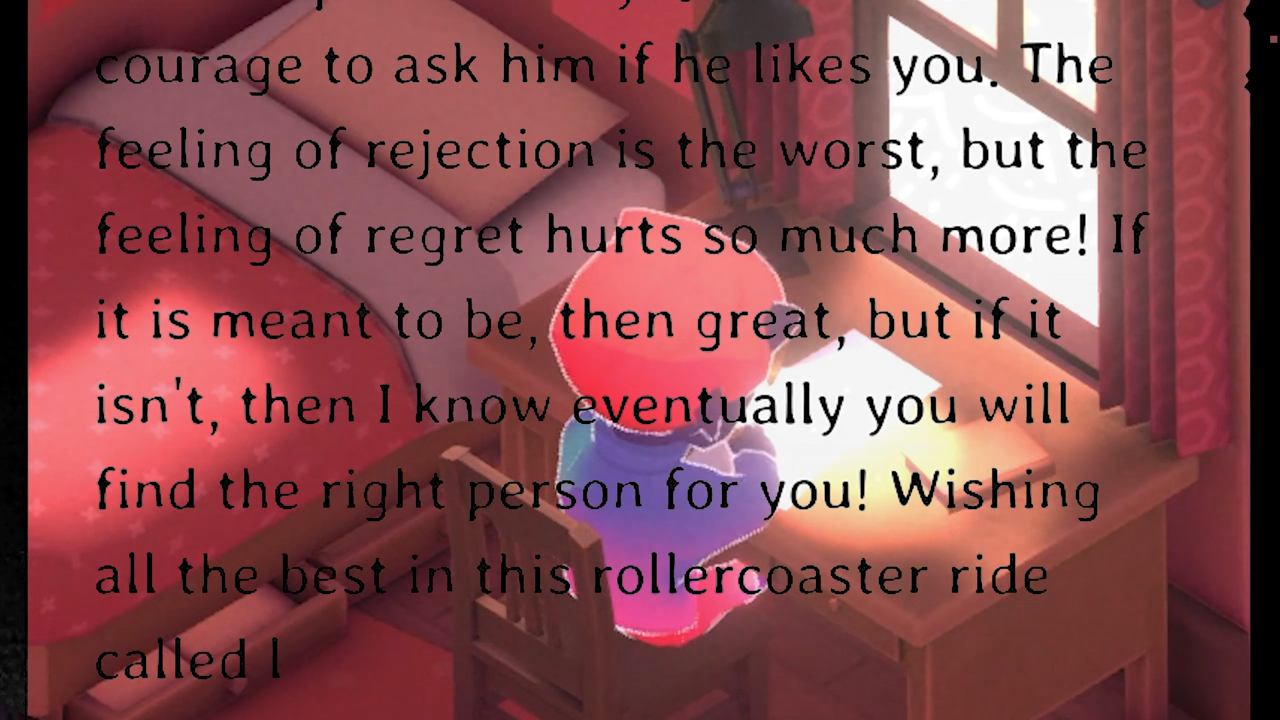 courage to ask him if he likes you. The
feeling of rejection is the worst, but the
feeling of regret hurts so much more! If
it is meant to be, then great, but if it
isn't, then I know eventually you will
find the right person for you! Wishing
all the best in this rollercoaster ride
called l